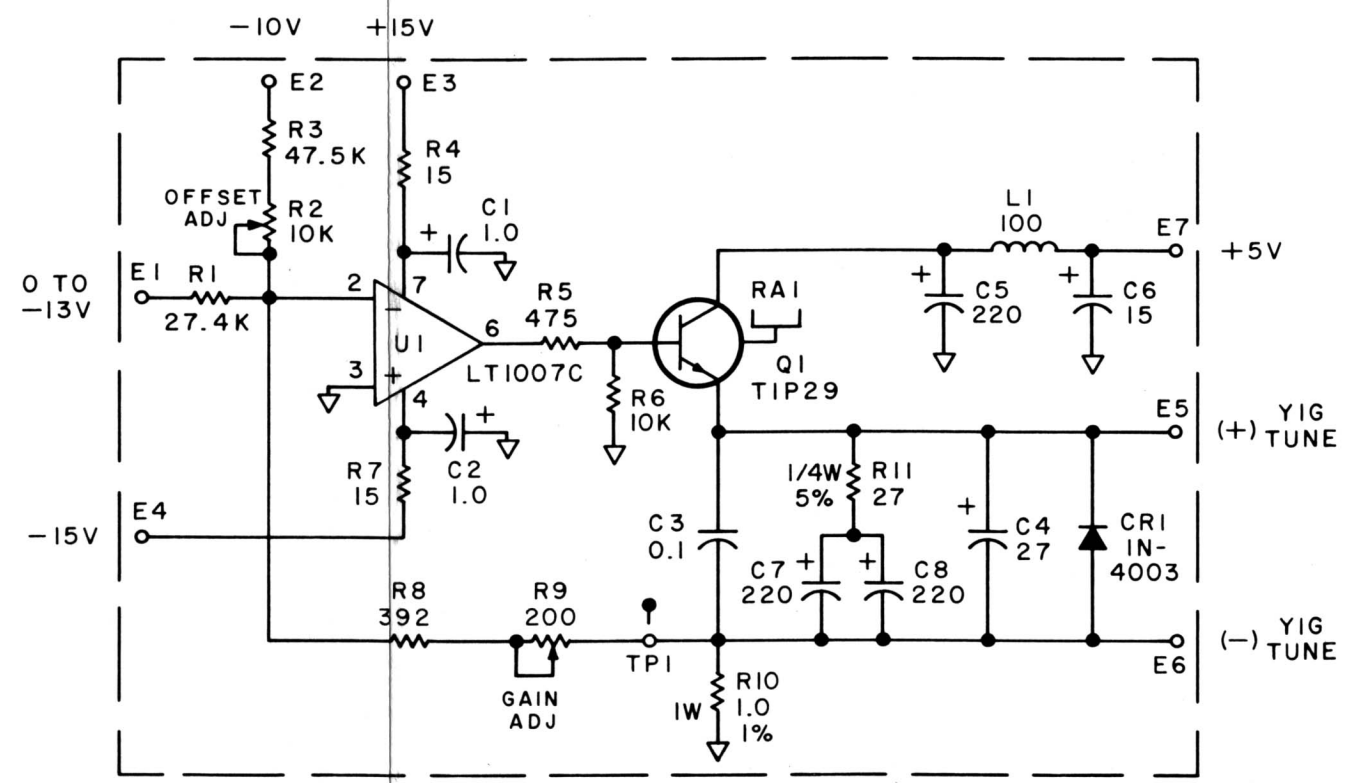 -10V
+15V
E2
E3
R3
47.5K
R4
15
OFFSET
ADJ
R2
10K
C1
1.0
+
L1
100
E7
+5V
0 TO
-13V
E1
R1
27.4K
2
7
−
U1
+
3
4
6
LT1007C
R5
475
RA1
Q1
TIP29
+
C5
220
+
C6
15
R6
10K
E5
(+) YIG
TUNE
R7
15
C2
1.0
+
-15V
E4
C3
0.1
1/4W
5%
R11
27
+
C4
27
CR1
1N-
4003
C7
220
+
+
C8
220
R8
392
R9
200
GAIN
ADJ
TP1
R10
1.0
1%
1W
E6
(-) YIG
TUNE